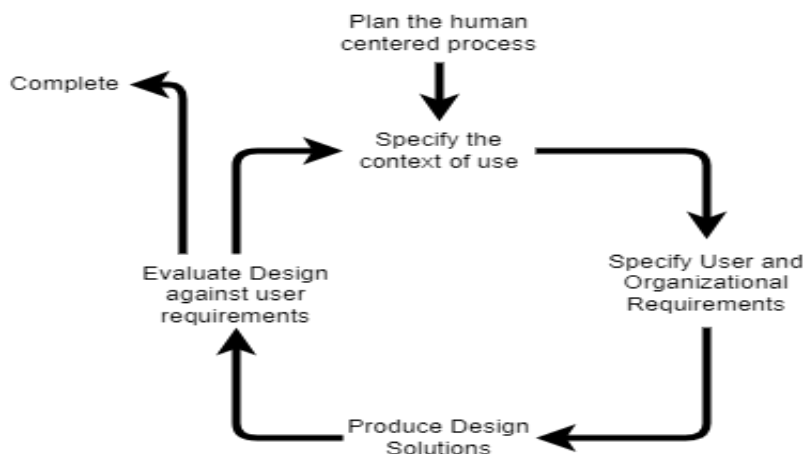 Plan the human
centered process
Complete
Specify the
context of use
Evaluate Design
against user
requirements
Specify User and
Organizational
Requirements
Produce Design
Solutions